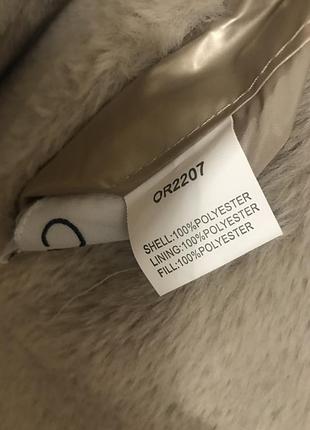 OR2207
SHELL:100%POLYESTER
LINING:100%POLYESTER
FILL:100%POLYESTER